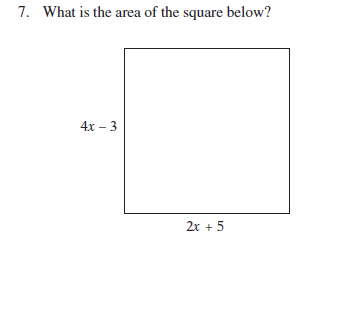 7. What is the area of the square below?
4x – 3
2x + 5